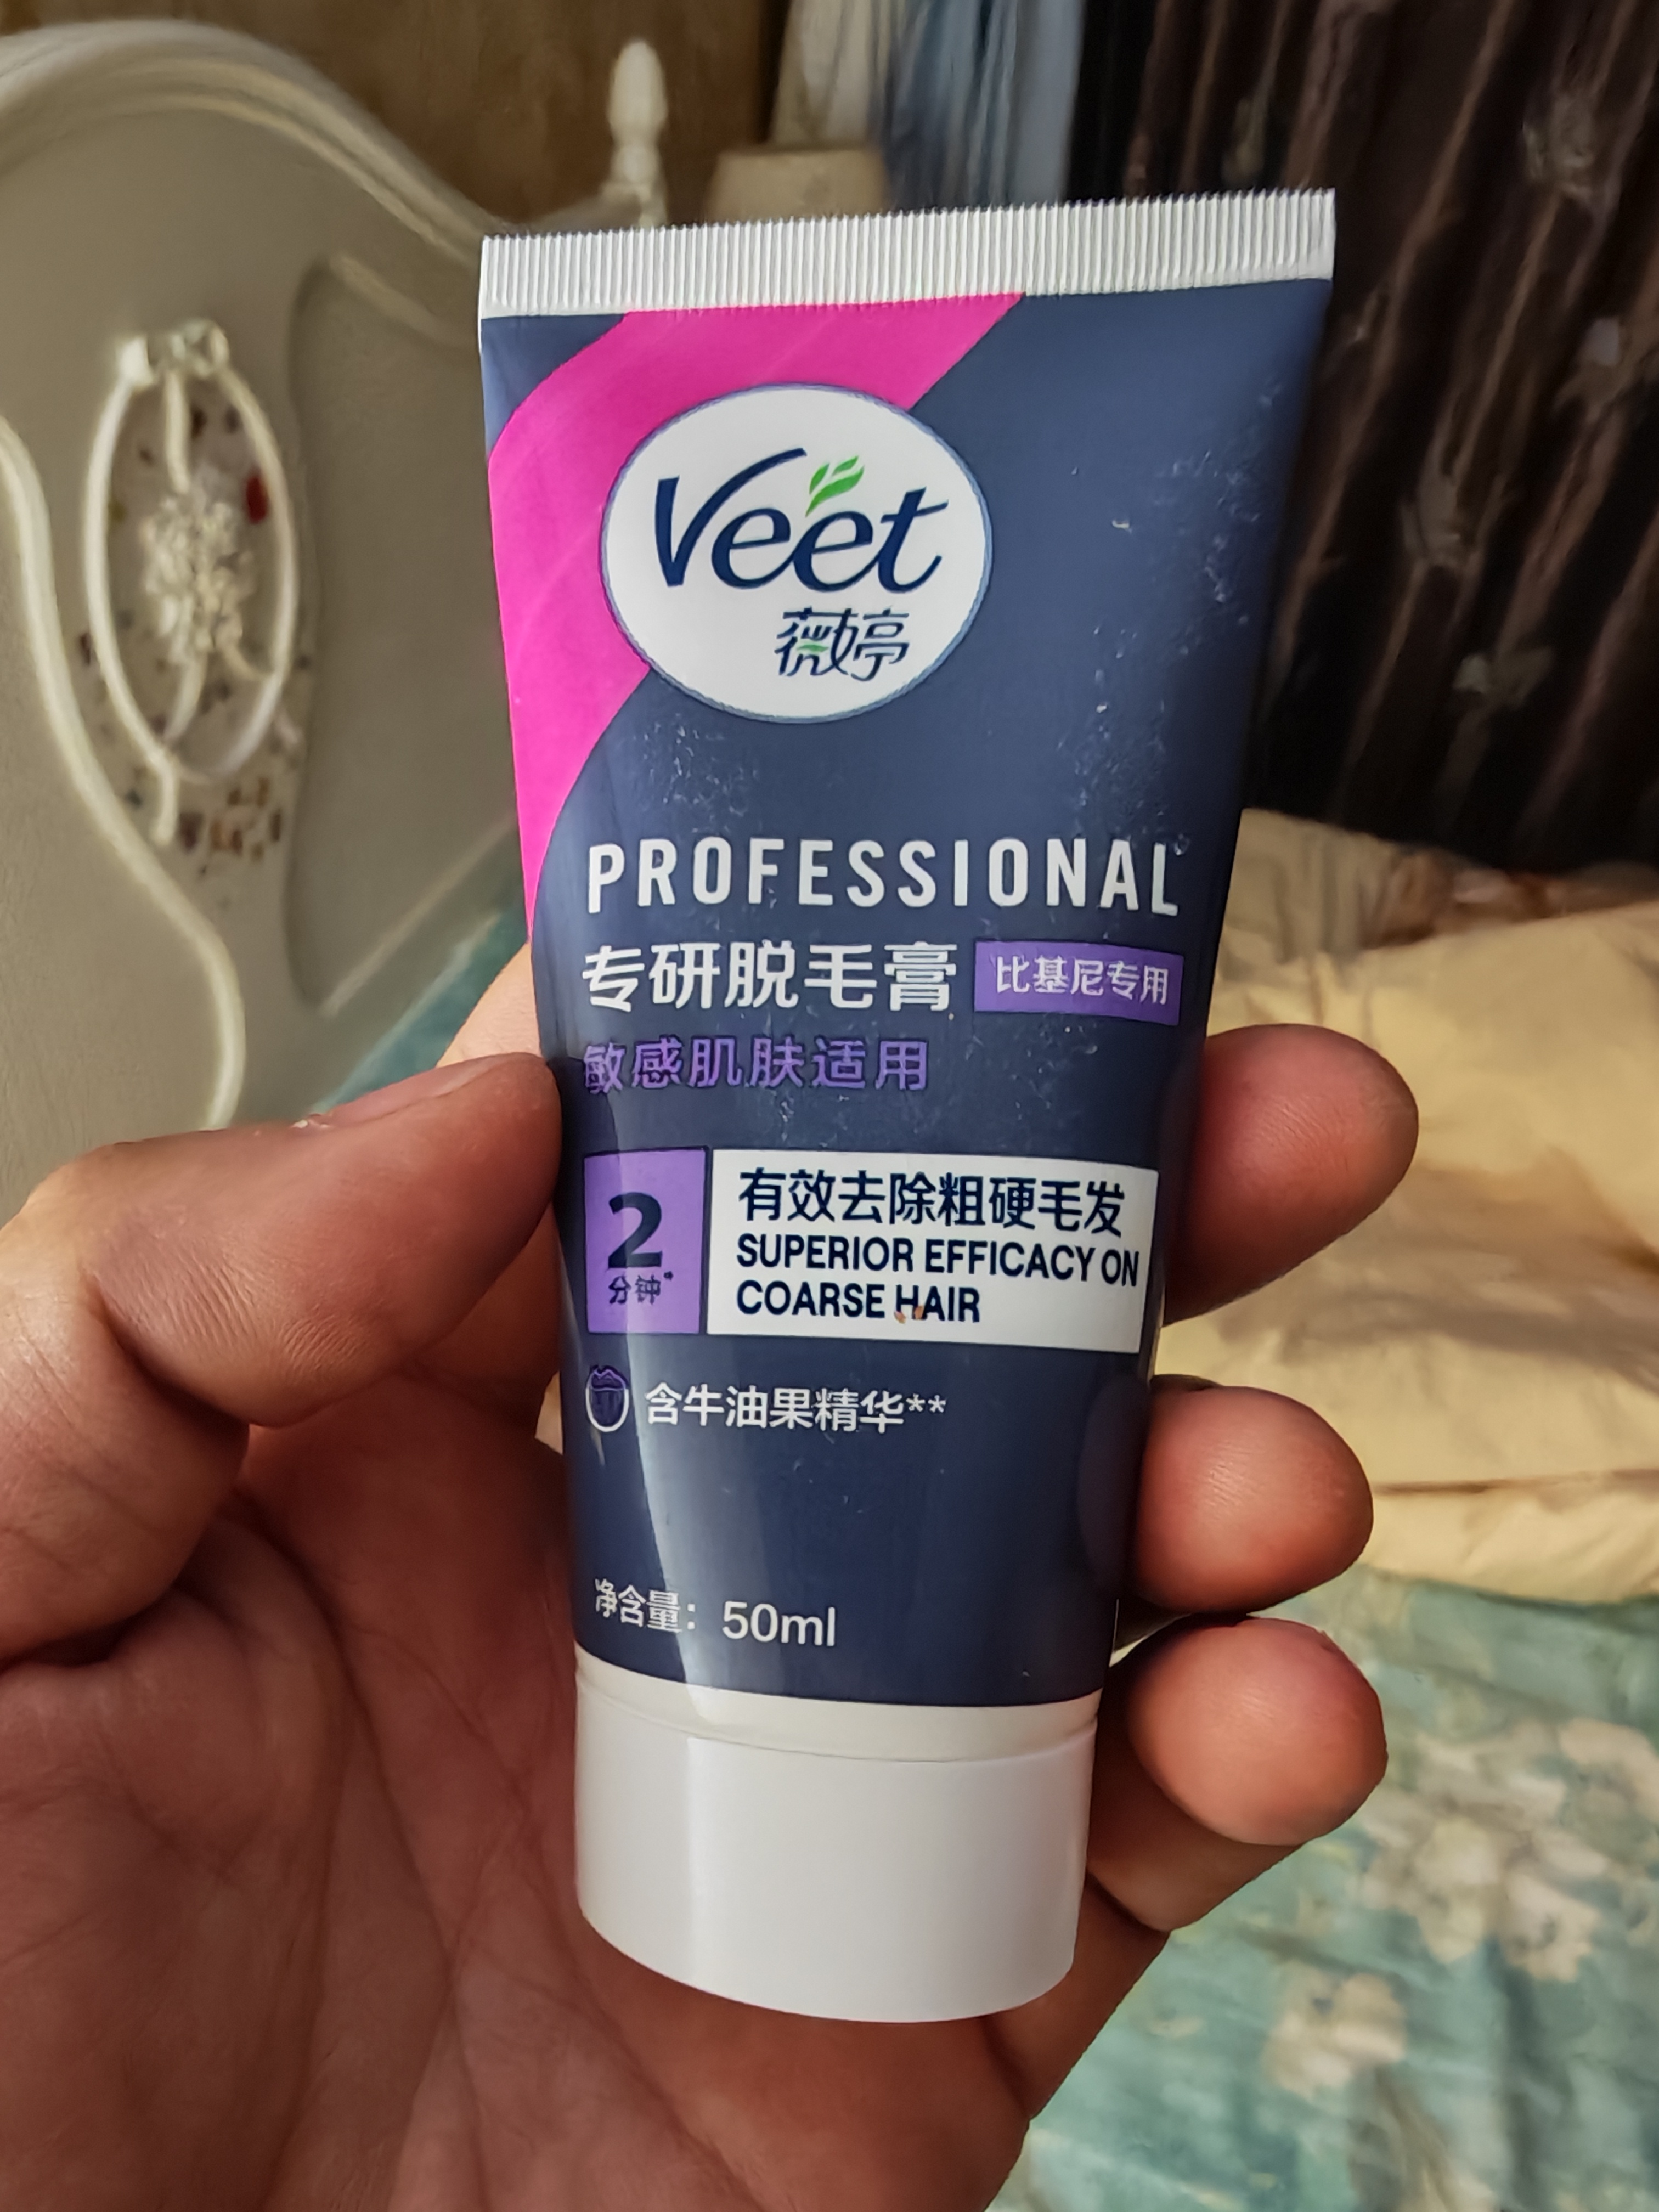 Veet
薇婷
PROFESSIONAL
专研脱毛膏 比基尼专用
敏感肌肤适用
2
分钟*
有效去除粗硬毛发
SUPERIOR EFFICACY ON
COARSE HAIR
含牛油果精华**
净含量：50ml